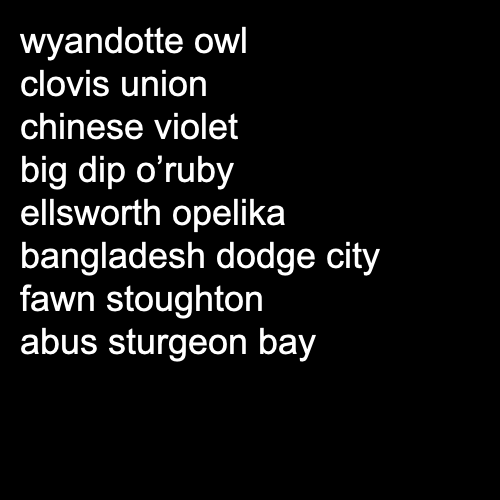 wyandotte owl
clovis union
chinese violet
big dip o’ruby
ellsworth opelika
bangladesh dodge city
fawn stoughton
abus sturgeon bay